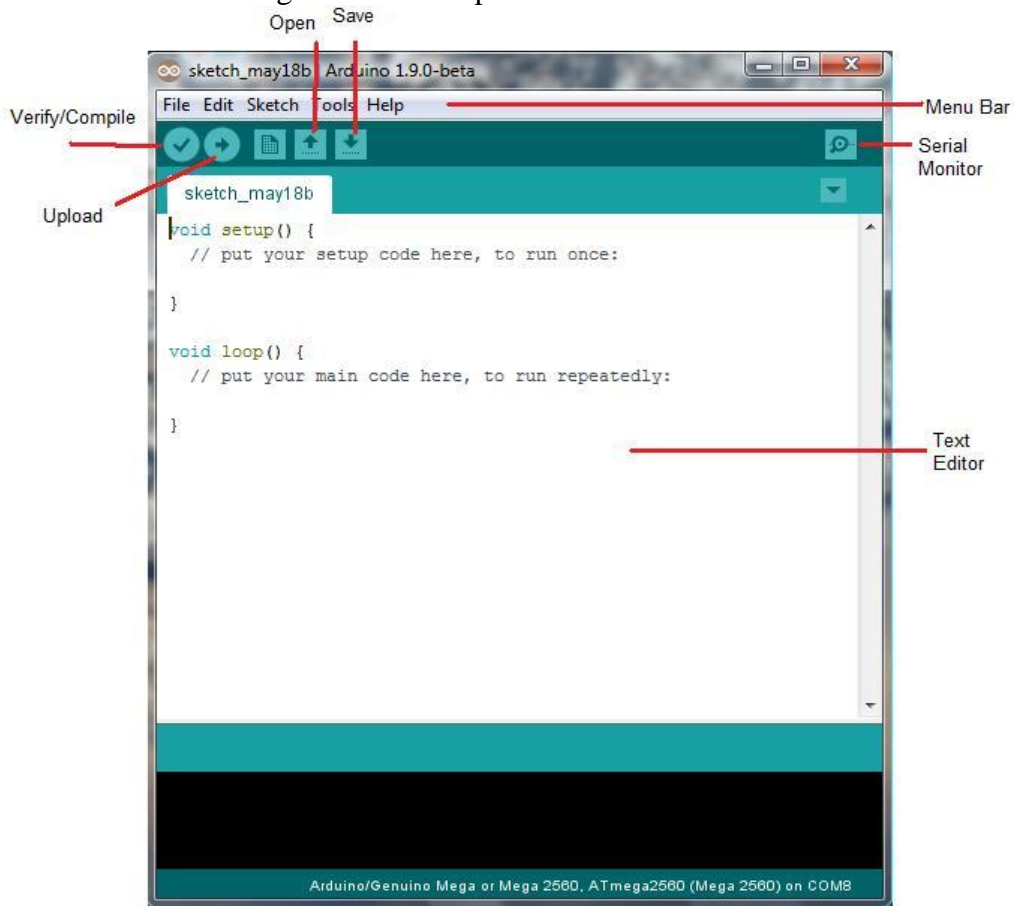 Open Save
sketch_may18b Arduino 1.9.0-beta
File Edit Sketch Tools Help
Menu Bar
Verify/Compile
Serial
Monitor
sketch_may18b
Upload
void setup() {
// put your setup code here, to run once:
}
void loop() {
// put your main code here, to run repeatedly:
}
Text
Editor
Arduino/Genuino Mega or Mega 2560, ATmega2560 (Mega 2560) on COM8